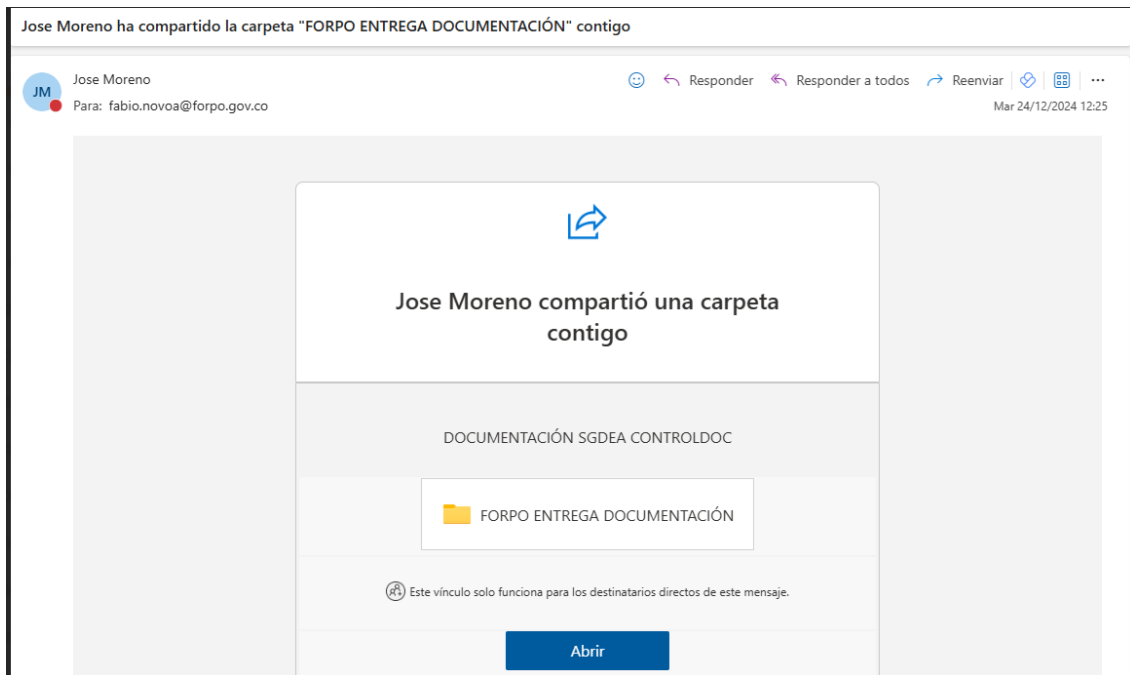 Jose Moreno ha compartido la carpeta "FORPO ENTREGA DOCUMENTACIÓN" contigo
JM
Jose Moreno
Responder
Responder a todos
Reenviar
Para: fabio.novoa@forpo.gov.co
Mar 24/12/2024 12:25
Jose Moreno compartió una carpeta
contigo
DOCUMENTACIÓN SGDEA CONTROLDOC
FORPO ENTREGA DOCUMENTACIÓN
Este vínculo solo funciona para los destinatarios directos de este mensaje.
Abrir